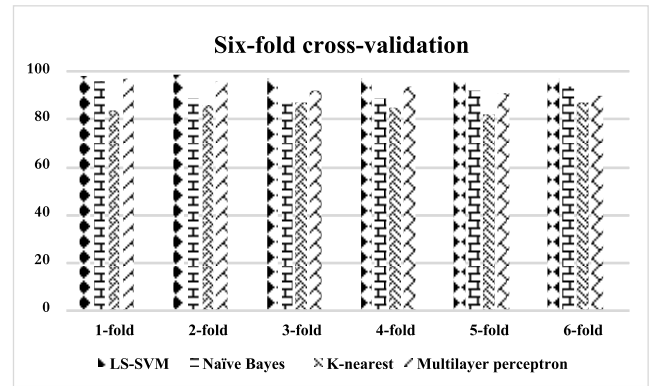 Six-fold cross-validation
100
80
60
40
20
0
1-fold 2-fold 3-fold 4-fold 5-fold 6-fold
LS-SVM Naïve Bayes K-nearest Multilayer perceptron